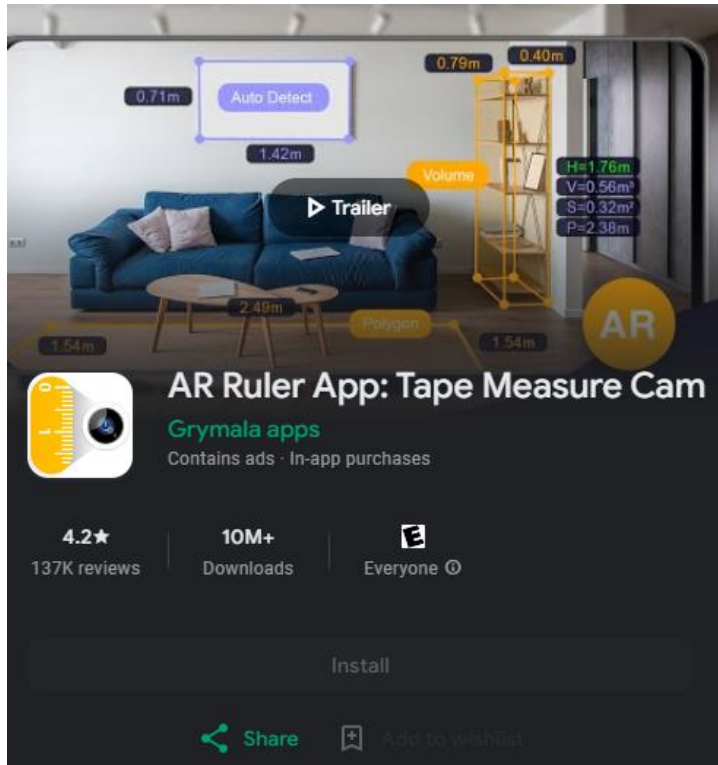 0.79m
0.40m
0.71m
Auto Detect
1.42m
Volume
H=1.76m
V=0.56m³
S=0.32m²
P=2.38m
Trailer
2.49m
Polygon
1.54m
1.54m
AR
0
1
AR Ruler App: Tape Measure Cam
Grymala apps
Contains ads · In-app purchases
4.2★
10M+
E
137K reviews
Downloads
Everyone
Install
Share
Add to wishlist